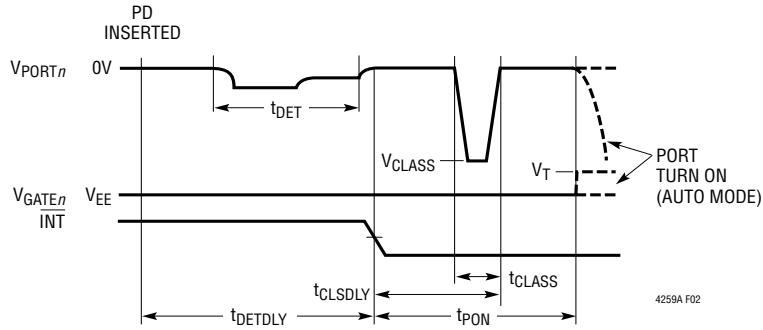 PD
INSERTED
VPORTn 0V
tDET
VCLASS
VT
PORT
TURN ON
(AUTO MODE)
VGATEn VEE
INT
tCLASS
tCLSDLY
tDETDLY
tPON
4259A F02